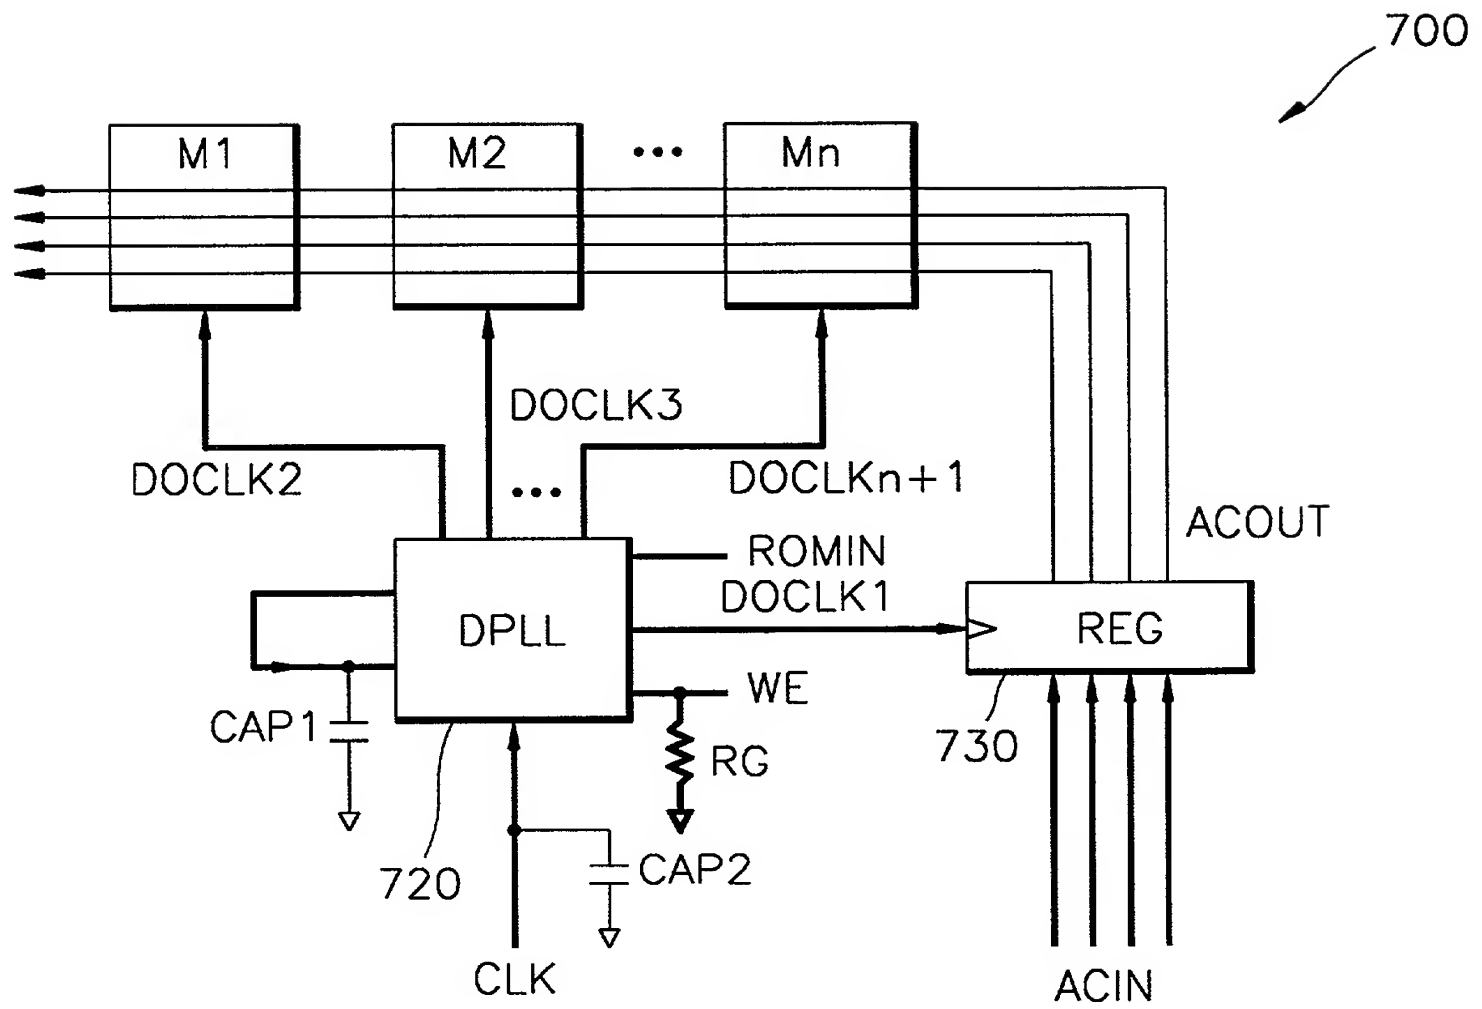 700
M1
M2
...
Mn
DOCLK3
DOCLK2
...
DOCLKn+1
ACOUT
ROMIN
DOCLK1
DPLL
REG
WE
CAP1
RG
730
720
CAP2
CLK
ACIN